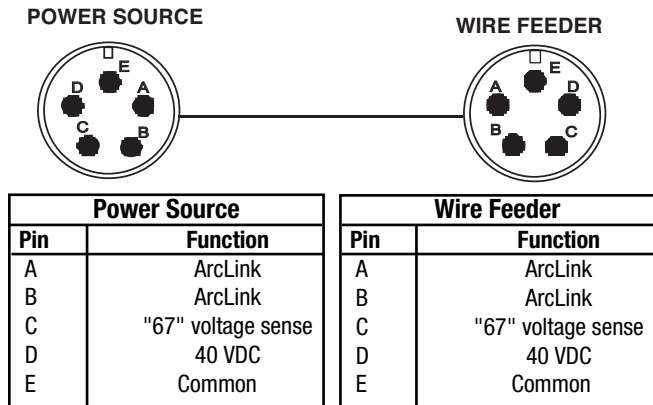 POWER SOURCE
WIRE FEEDER
E
D A
C B
E
A D
B C
Power Source
Pin Function
A ArcLink
B ArcLink
C "67" voltage sense
D 40 VDC
E Common
Wire Feeder
Pin Function
A ArcLink
B ArcLink
C "67" voltage sense
D 40 VDC
E Common